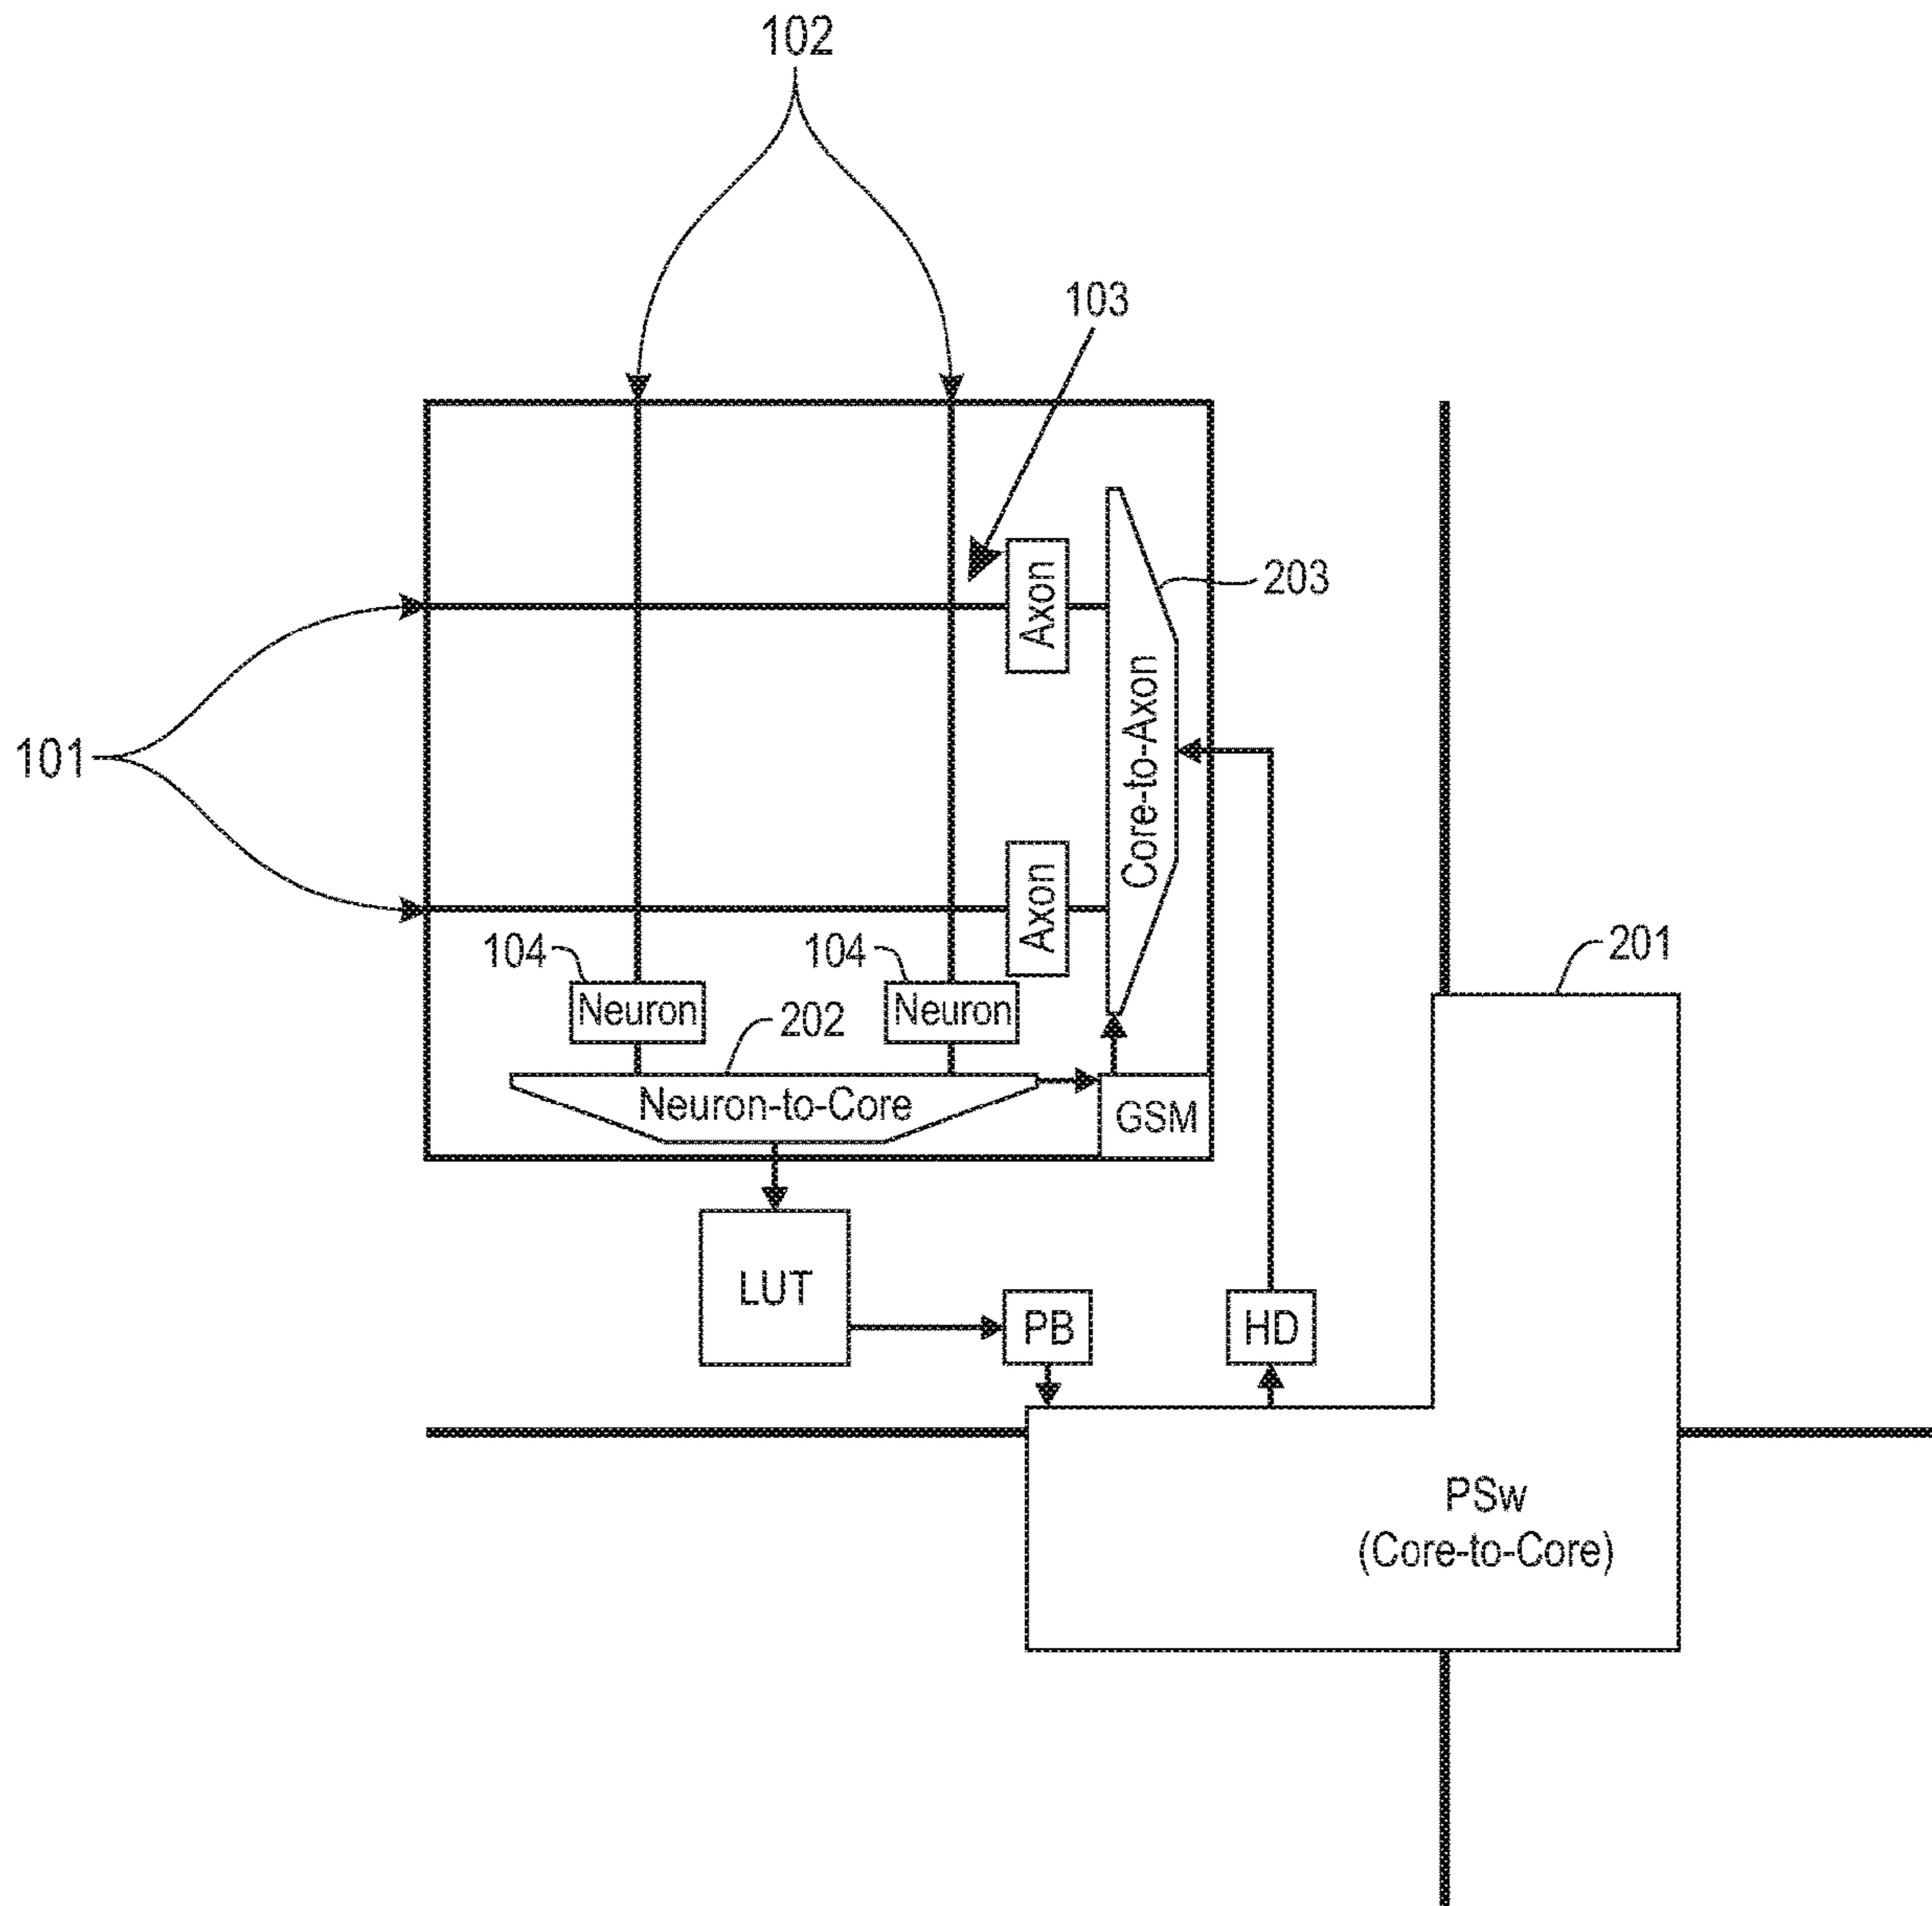 102
103
Axon
203
Core-to-Axon
101
Axon
104
104
201
Neuron
Neuron
202
Neuron-to-Core
GSM
LUT
PB
HD
PSw
(Core-to-Core)